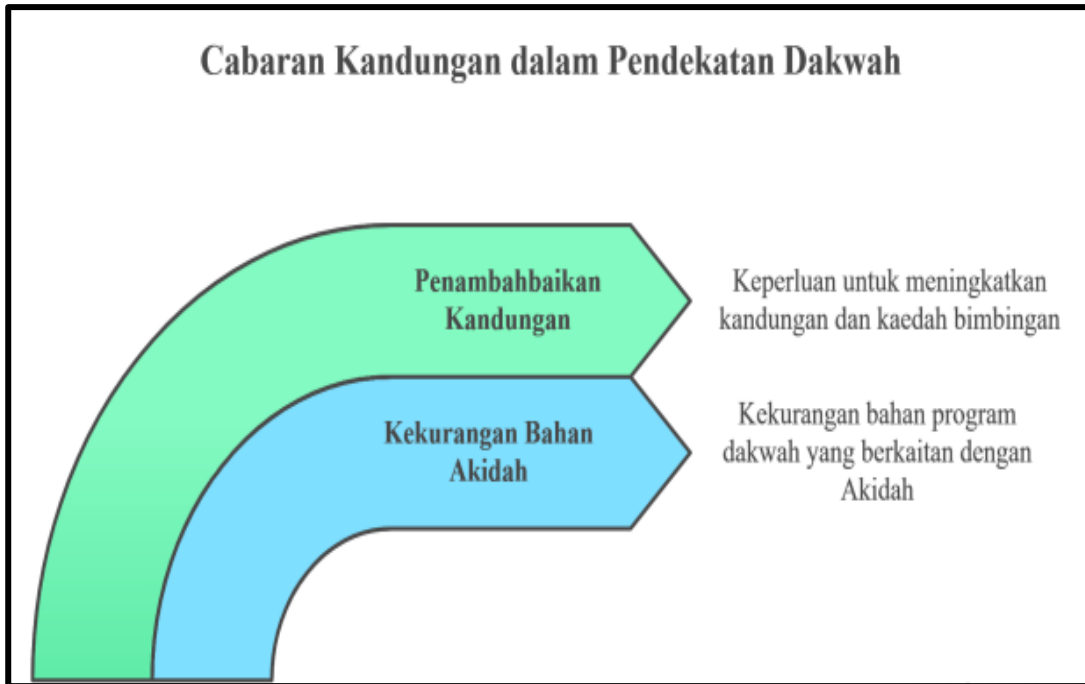 Cabaran Kandungan dalam Pendekatan Dakwah
Penambahbaikan
Kandungan
Keperluan untuk meningkatkan
kandungan dan kaedah bimbingan
Kekurangan Bahan
Akidah
Kekurangan bahan program
dakwah yang berkaitan dengan
Akidah